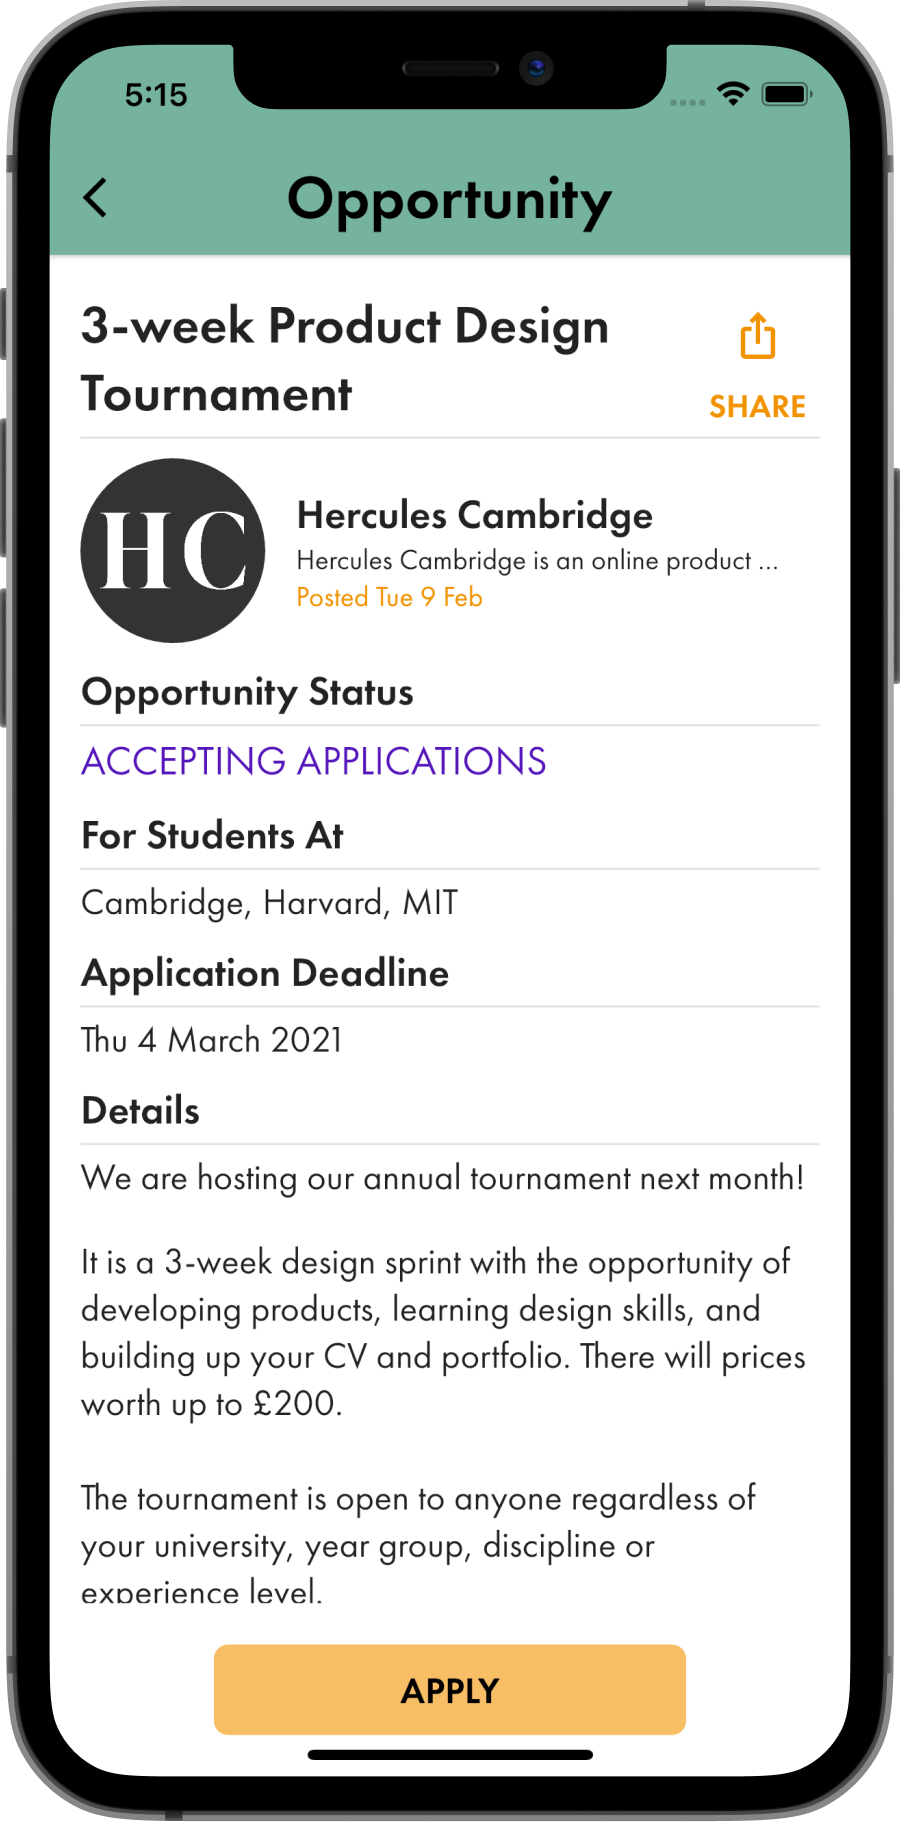 5:15
Opportunity
3-week Product Design
Tournament
SHARE
HC
Hercules Cambridge
Hercules Cambridge is an online product ...
Posted Tue 9 Feb
Opportunity Status
ACCEPTING APPLICATIONS
For Students At
Cambridge, Harvard, MIT
Application Deadline
Thu 4 March 2021
Details
We are hosting our annual tournament next month!
It is a 3-week design sprint with the opportunity of
developing products, learning design skills, and
building up your CV and portfolio. There will prices
worth up to £200.
The tournament is open to anyone regardless of
your university, year group, discipline or
experience level.
APPLY